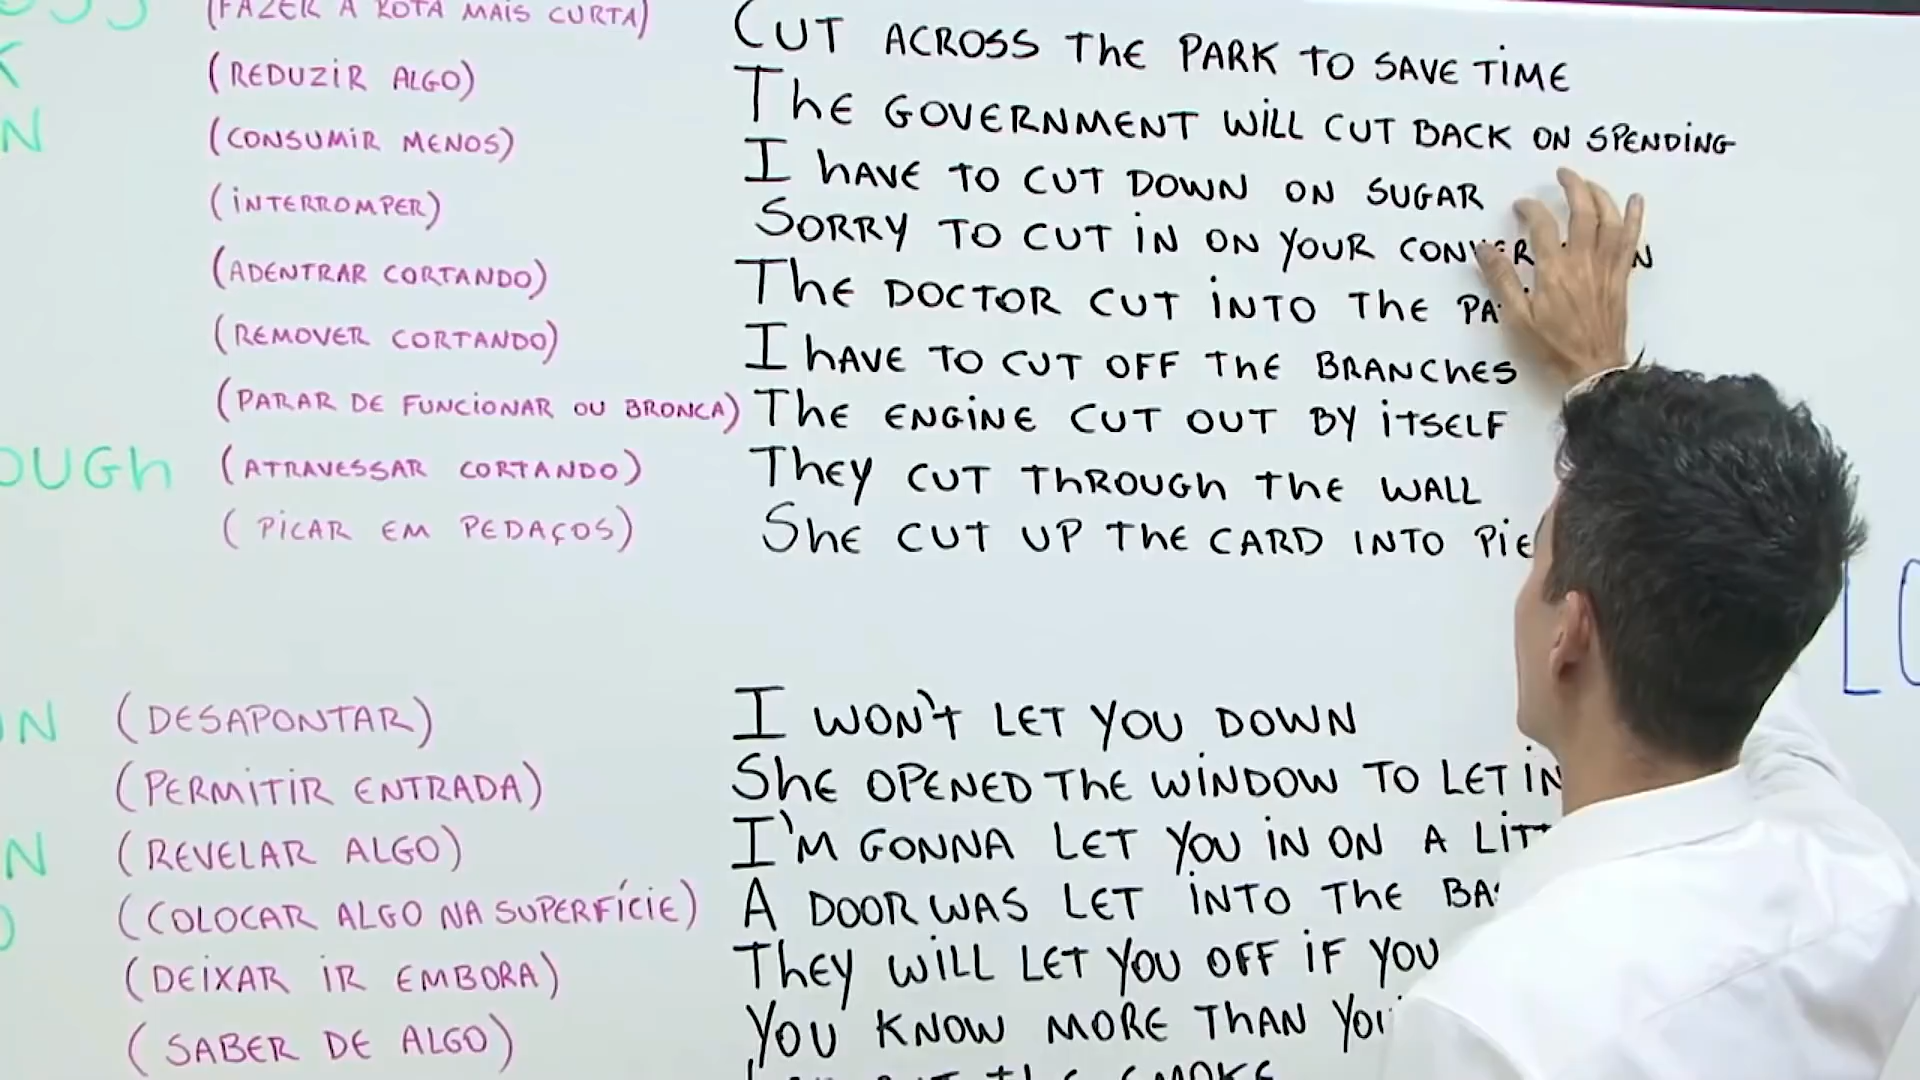 (FAZER A ROTA MAIS CURTA) CUT ACROSS THE PARK TO SAVE TIME
(REDUZIR ALGO) THE GOVERNMENT WILL CUT BACK ON SPENDING
(CONSUMIR MENOS) I HAVE TO CUT DOWN ON SUGAR
(INTERROMPER) SORRY TO CUT IN ON YOUR
(ADENTRAR CORTANDO) THE DOCTOR CUT INTO THE
(REMOVER CORTANDO) I HAVE TO CUT OFF THE BRANCHES
(PARAR DE FUNCIONAR OU BRONCA) THE ENGINE CUT OUT BY ITSELF
OUGH (ATRAVESSAR CORTANDO) THEY CUT THROUGH THE WALL
(PICAR EM PEDAÇOS) SHE CUT UP THE CARD INTO PIE
(DESAPONTAR) I WON'T LET YOU DOWN
(PERMITIR ENTRADA) SHE OPENED THE WINDOW TO LET IN
(REVELAR ALGO) I'M GONNA LET YOU IN ON A LIT
(COLOCAR ALGO NA SUPERFÍCIE) A DOOR WAS LET INTO THE BA
(DEIXAR IR EMBORA) THEY WILL LET YOU OFF IF YOU
(SABER DE ALGO) YOU KNOW MORE THAN YOU